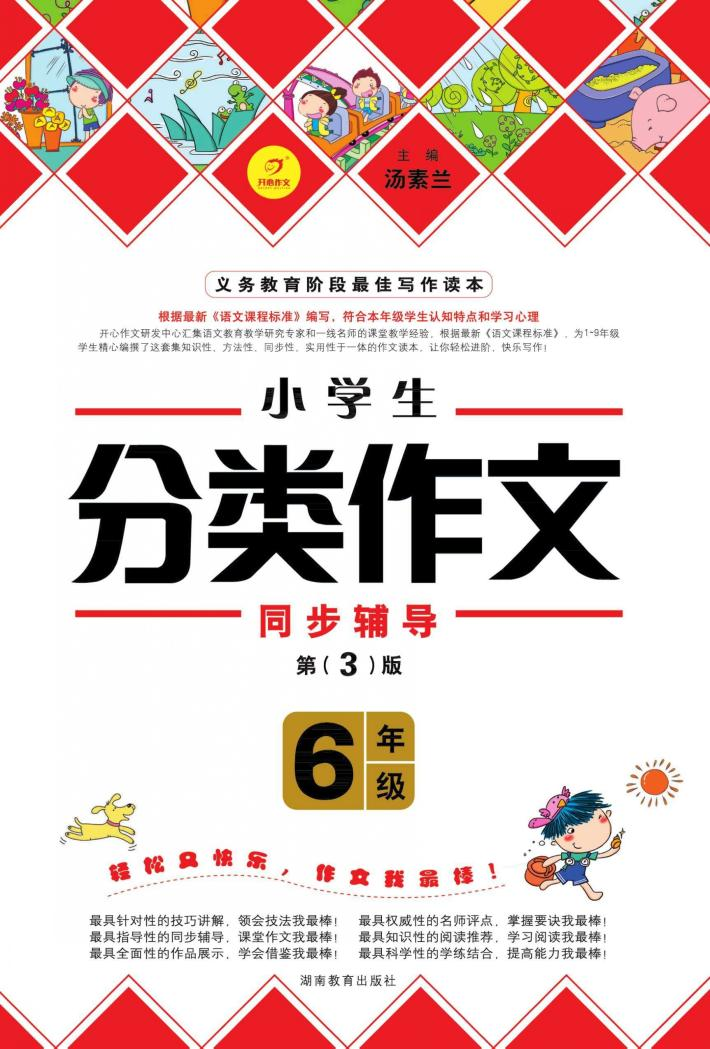 主 编
汤素兰
开心作文
义务教育阶段最佳写作读本
根据最新《语文课程标准》编写，符合本年级学生认知特点和学习心理
开心作文研发中心汇集语文教育教学研究专家和一线名师的课堂教学经验，根据最新《语文课程标准》，为1-9年级
学生精心编撰了这套集知识性、方法性、同步性、实用性于一体的作文读本，让你轻松进阶，快乐写作！
小学生
分类作文
同步辅导
第（3）版
6年级
轻松又快乐，作文我最棒！
最具针对性的技巧讲解，领会技法我最棒！ 最具权威性的名师评点，掌握要诀我最棒！
最具指导性的同步辅导，课堂作文我最棒！ 最具知识性的阅读推荐，学习阅读我最棒！
最具全面性的作品展示，学会借鉴我最棒！ 最具科学性的学练结合，提高能力我最棒！
湖南教育出版社